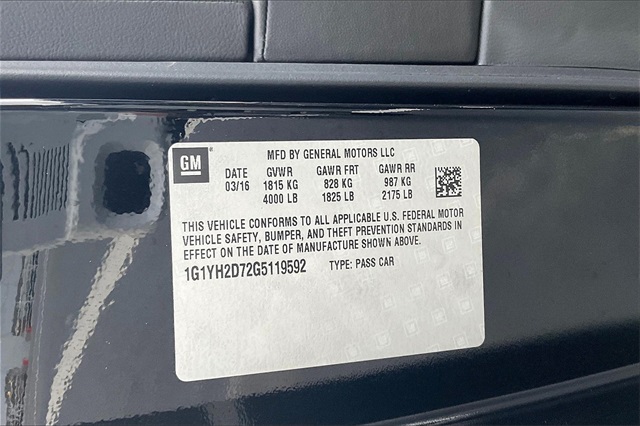 GM MFD BY GENERAL MOTORS LLC
DATE GVWR GAWR FRT GAWR RR
03/16 1815 KG 828 KG 987 KG
4000 LB 1825 LB 2175 LB
THIS VEHICLE CONFORMS TO ALL APPLICABLE U.S. FEDERAL MOTOR
VEHICLE SAFETY, BUMPER, AND THEFT PREVENTION STANDARDS IN
EFFECT ON THE DATE OF MANUFACTURE SHOWN ABOVE.
1G1YH2D72G5119592 TYPE: PASS CAR